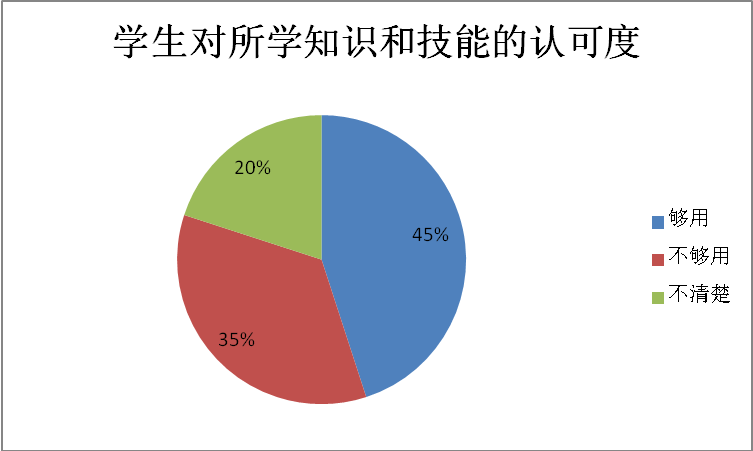 学生对所学知识和技能的认可度
20%
45%
35%
够用
不够用
不清楚